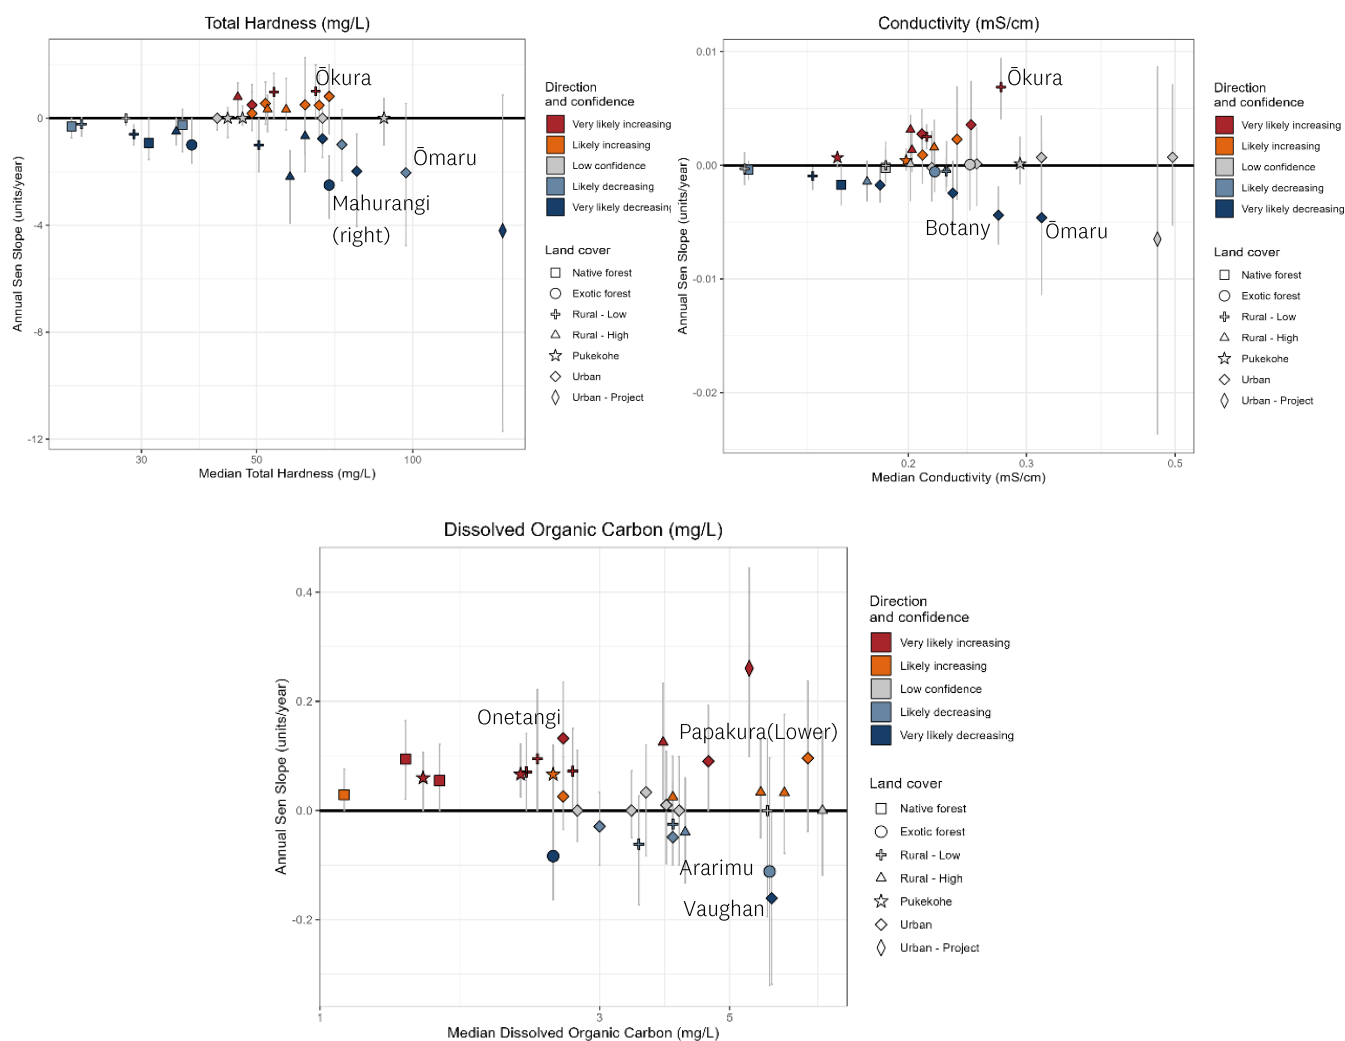 Total Hardness (mg/L)
Annual Sen Slope (units/year)
0
-4
-8
-12
30
50
100
Median Total Hardness (mg/L)
Ōkura
Ōmaru
Mahurangi
(right)
Direction
and confidence
Very likely increasing
Likely increasing
Low confidence
Likely decreasing
Very likely decreasing
Land cover
Native forest
Exotic forest
Rural - Low
Rural - High
Pukekohe
Urban
Urban - Project
Conductivity (mS/cm)
Annual Sen Slope (units/year)
0.01
0.00
-0.01
-0.02
0.2
0.3
0.5
Median Conductivity (mS/cm)
Ōkura
Botany
Ōmaru
Direction
and confidence
Very likely increasing
Likely increasing
Low confidence
Likely decreasing
Very likely decreasing
Land cover
Native forest
Exotic forest
Rural - Low
Rural - High
Pukekohe
Urban
Urban - Project
Dissolved Organic Carbon (mg/L)
Annual Sen Slope (units/year)
0.4
0.2
0.0
-0.2
1
3
5
Median Dissolved Organic Carbon (mg/L)
Onetangi
Papakura(Lower)
Ararimu
Vaughan
Direction
and confidence
Very likely increasing
Likely increasing
Low confidence
Likely decreasing
Very likely decreasing
Land cover
Native forest
Exotic forest
Rural - Low
Rural - High
Pukekohe
Urban
Urban - Project